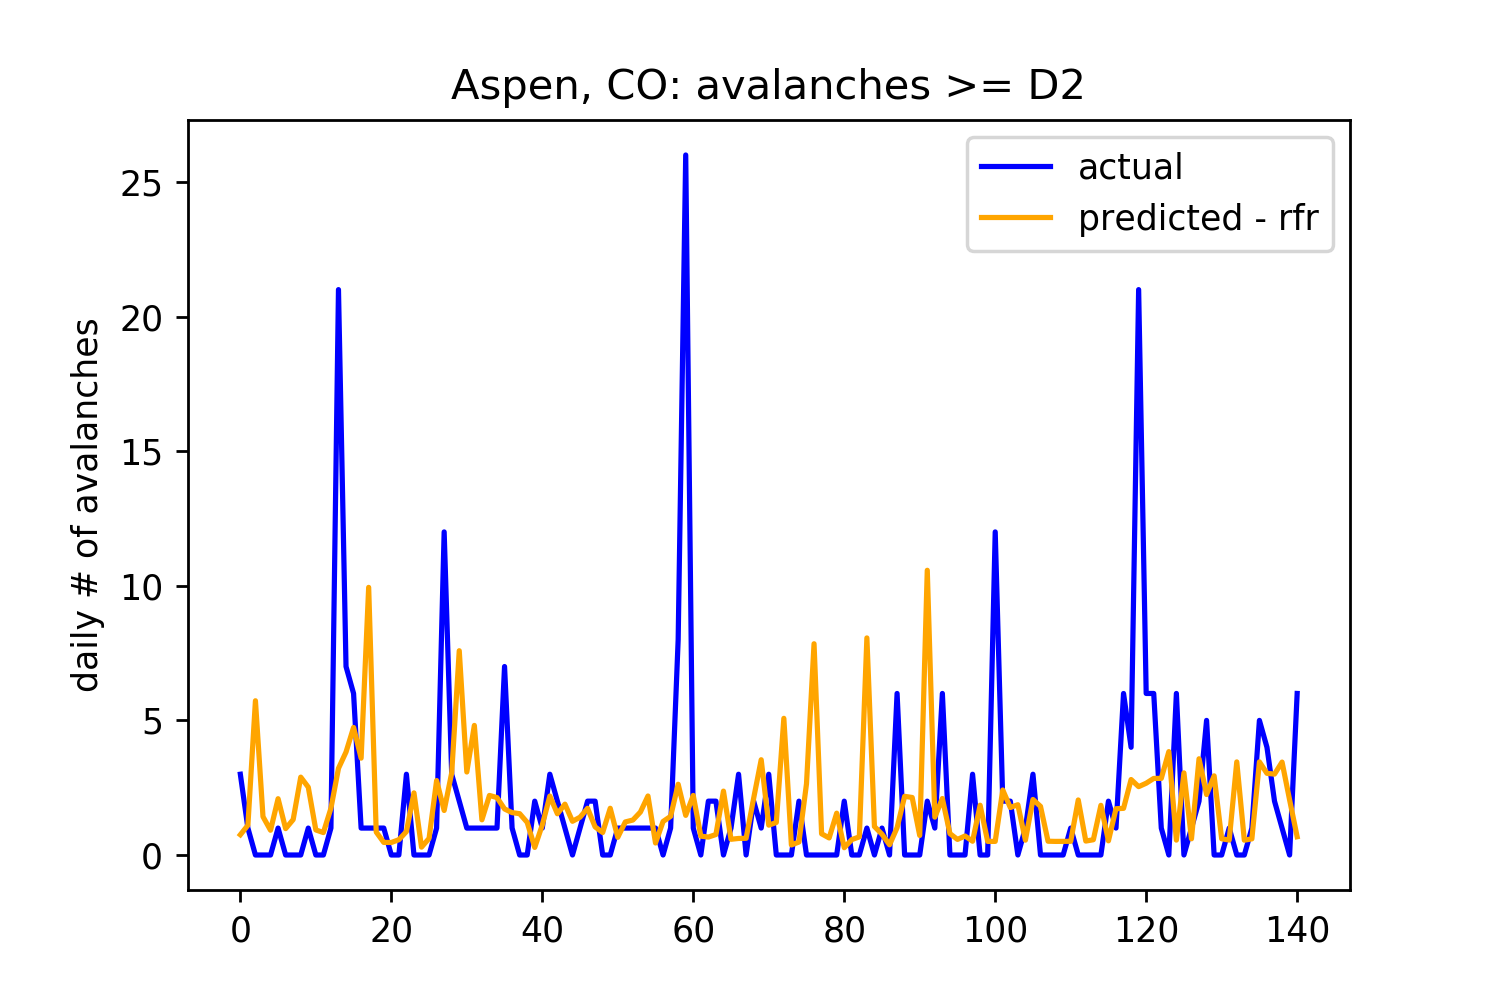 Aspen, CO: avalanches >= D2
actual
predicted - rfr
daily # of avalanches
25
20
15
10
5
0
0 20 40 60 80 100 120 140